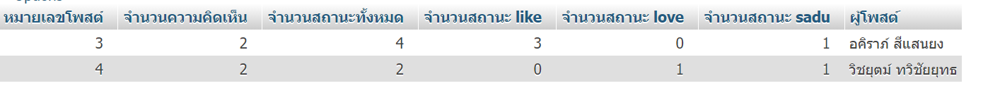 หมายเลขโพสต์ จำนวนความคิดเห็น จำนวนสถานะทั้งหมด จำนวนสถานะ like จำนวนสถานะ love จำนวนสถานะ sadu ผู้โพสต์
3 2 4 3 0 1 อคิราภ์ สีแสนยง
4 2 2 0 1 1 วิชยุตม์ ทวิชัยยุทธ